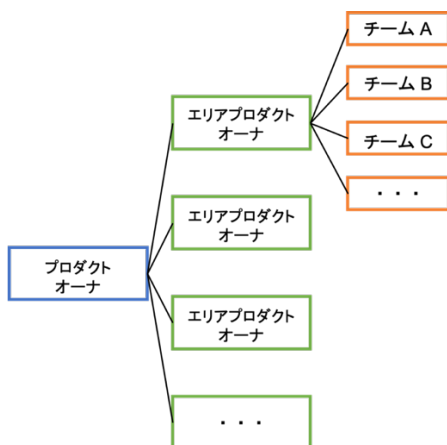 チーム A
エリアプロダクト
オーナ
チーム B
チーム C
・・・
エリアプロダクト
オーナ
プロダクト
オーナ
エリアプロダクト
オーナ
・・・